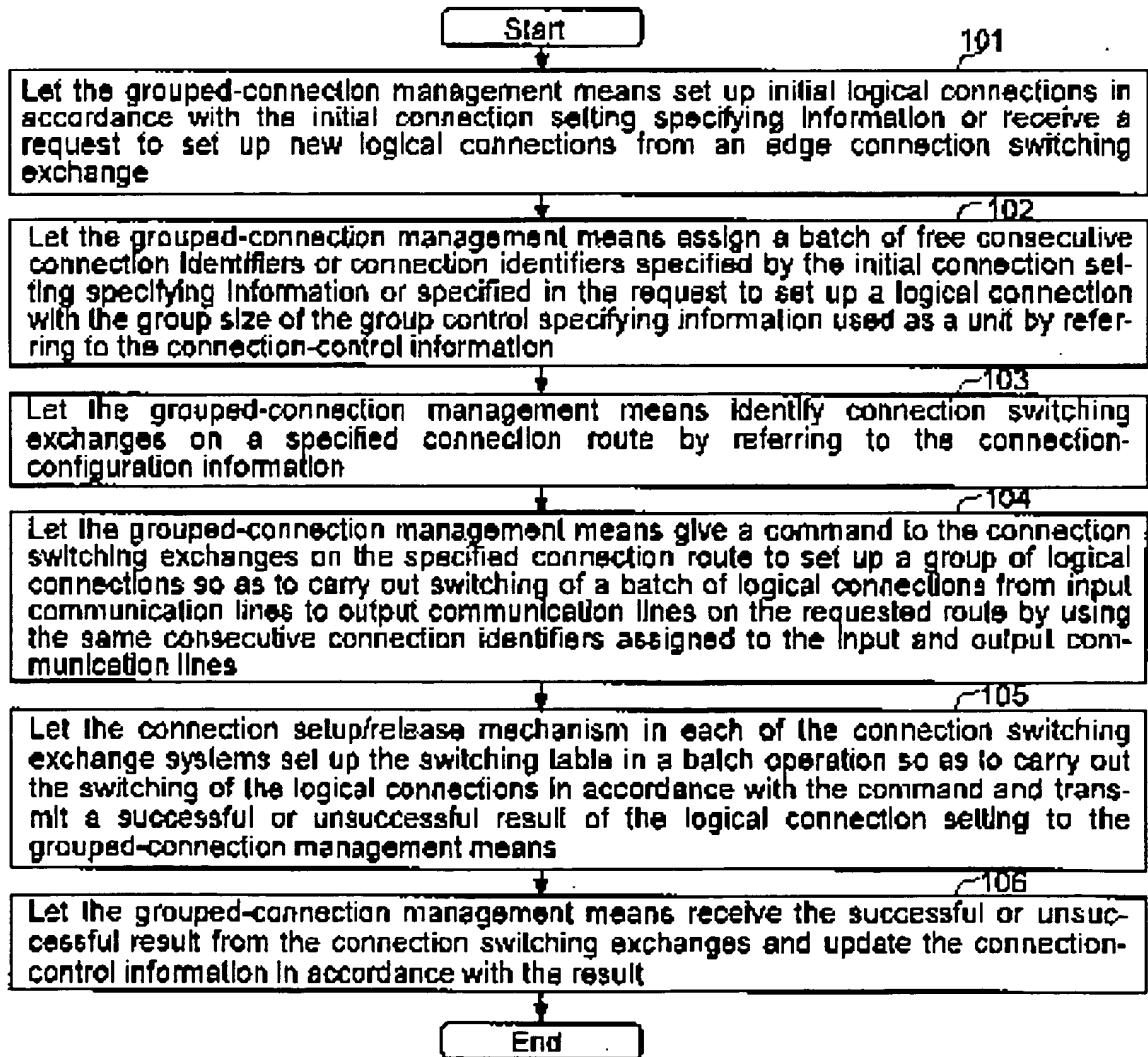 Start
101
Let the grouped-connection management means set up initial logical connections in
accordance with the initial connection setting specifying information or receive a
request to set up new logical connections from an edge connection switching
exchange
102
Let the grouped-connection management means assign a batch of free consecutive
connection identifiers or connection identifiers specified by the initial connection set-
ting specifying information or specified in the request to set up a logical connection
with the group size of the group control specifying information used as a unit by refer-
ring to the connection-control information
103
Let the grouped-connection management means identify connection switching
exchanges on a specified connection route by referring to the connection-
configuration information
104
Let the grouped-connection management means give a command to the connection
switching exchanges on the specified connection route to set up a group of logical
connections so as to carry out switching of a batch of logical connections from input
communication lines to output communication lines on the requested route by using
the same consecutive connection identifiers assigned to the input and output com-
munication lines
105
Let the connection setup/release mechanism in each of the connection switching
exchange systems set up the switching table in a batch operation so as to carry out
the switching of the logical connections in accordance with the command and trans-
mit a successful or unsuccessful result of the logical connection setting to the
grouped-connection management means
106
Let the grouped-connection management means receive the successful or unsuc-
cessful result from the connection switching exchanges and update the connection-
control information in accordance with the result
End